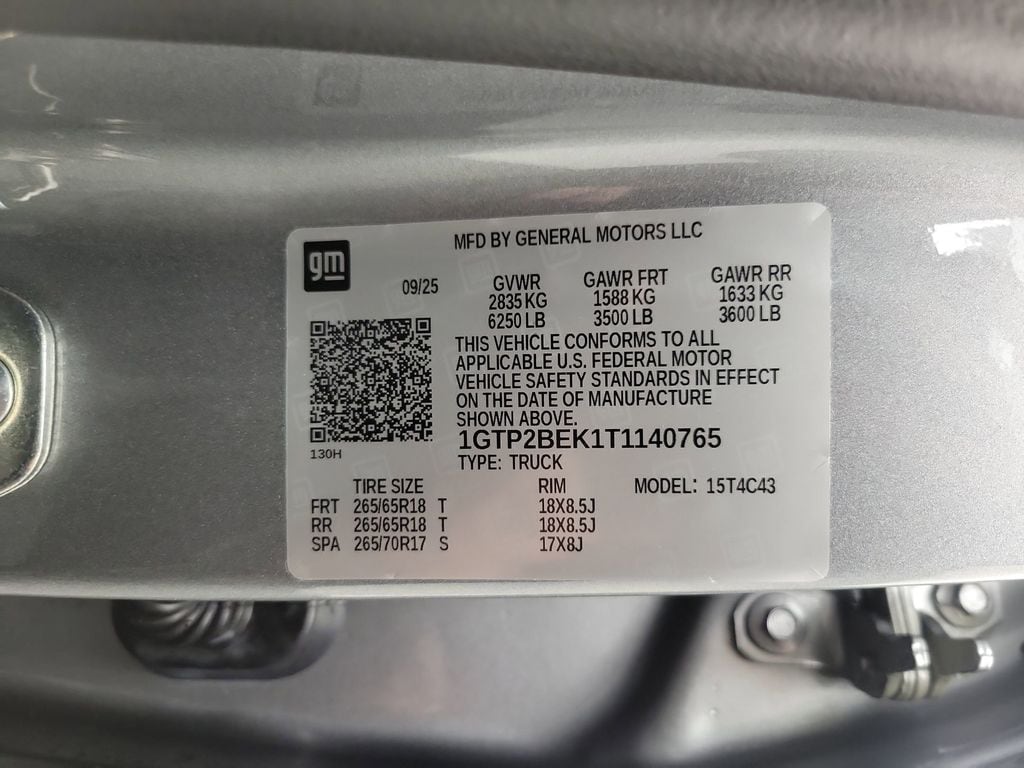 gm
MFD BY GENERAL MOTORS LLC
09/25 GVWR GAWR FRT GAWR RR
2835 KG 1588 KG 1633 KG
6250 LB 3500 LB 3600 LB
THIS VEHICLE CONFORMS TO ALL
APPLICABLE U.S. FEDERAL MOTOR
VEHICLE SAFETY STANDARDS IN EFFECT
ON THE DATE OF MANUFACTURE
SHOWN ABOVE.
1GTP2BEK1T1140765
130H
TYPE: TRUCK
TIRE SIZE RIM MODEL: 15T4C43
FRT 265/65R18 T 18X8.5J
RR 265/65R18 T 18X8.5J
SPA 265/70R17 S 17X8J